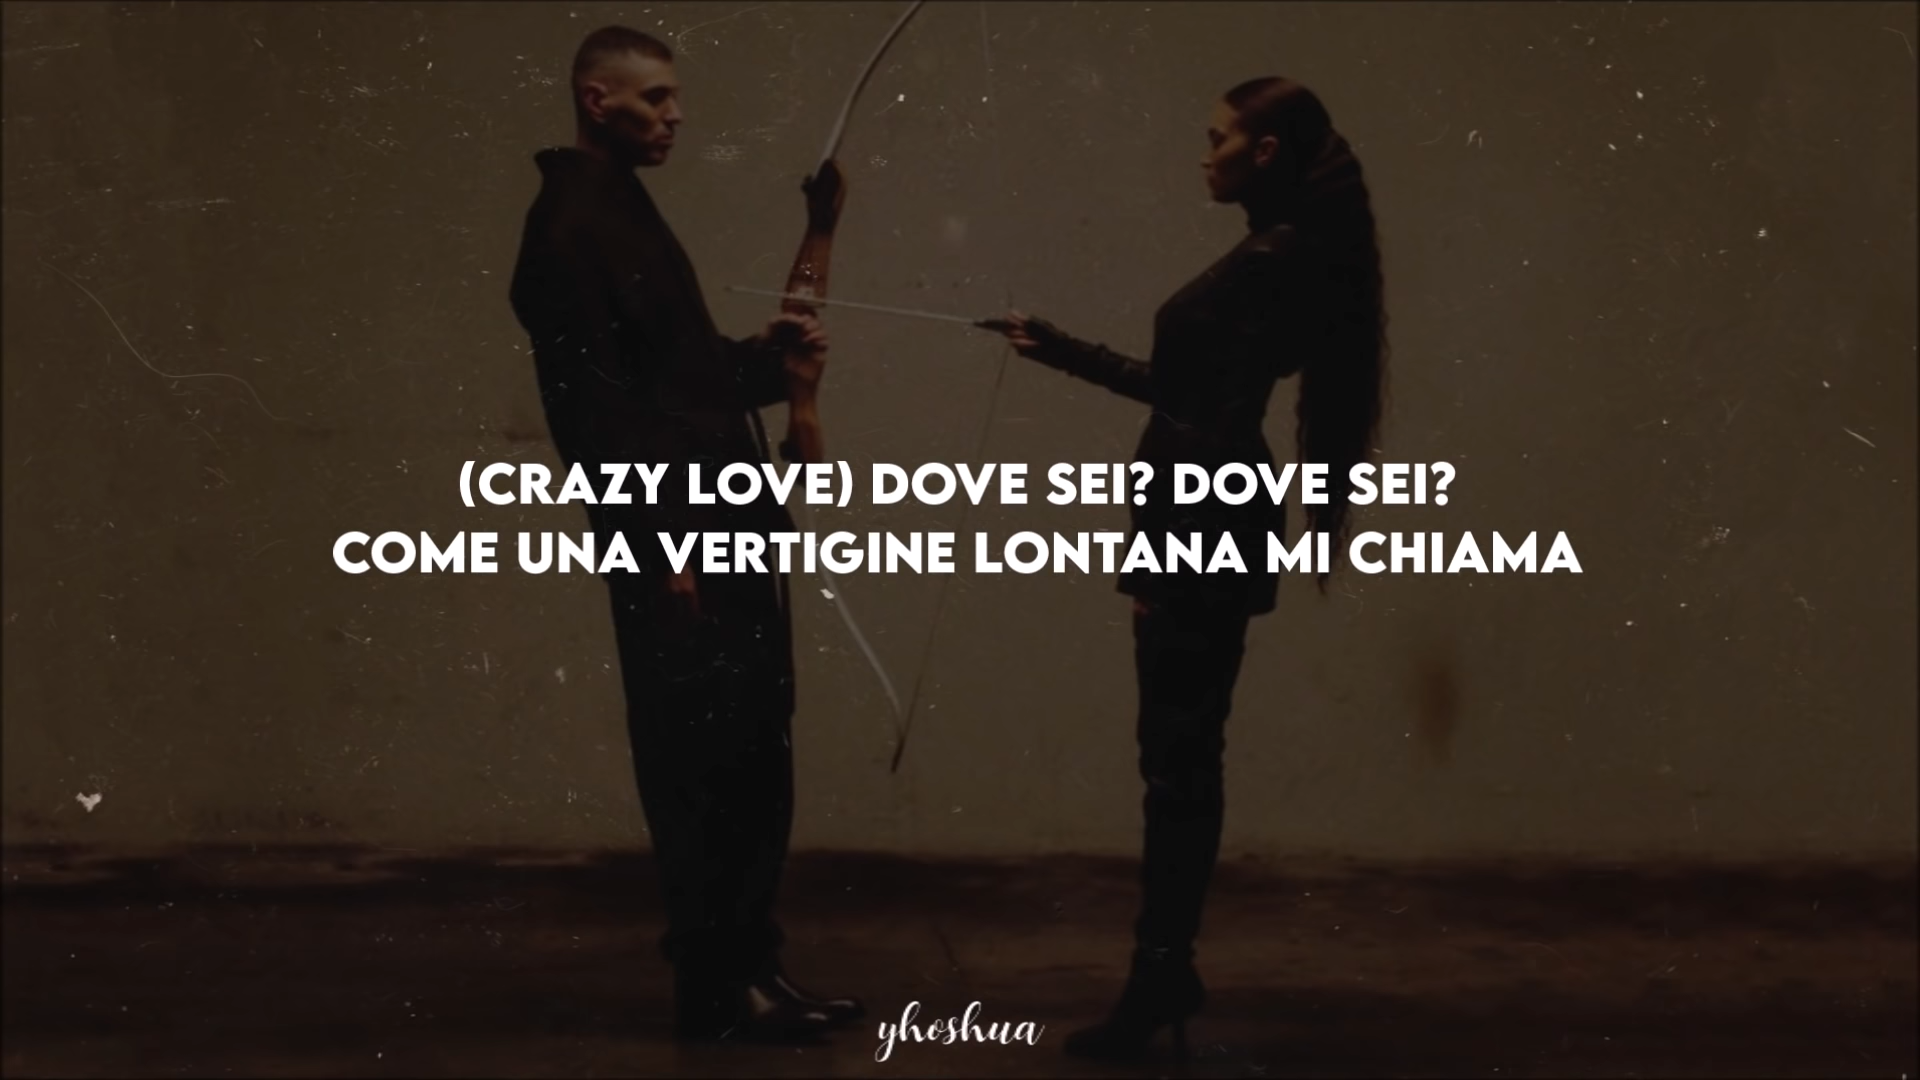 (CRAZY LOVE) DOVE SEI? DOVE SEI?
COME UNA VERTIGINE LONTANA MI CHIAMA
yhoshua